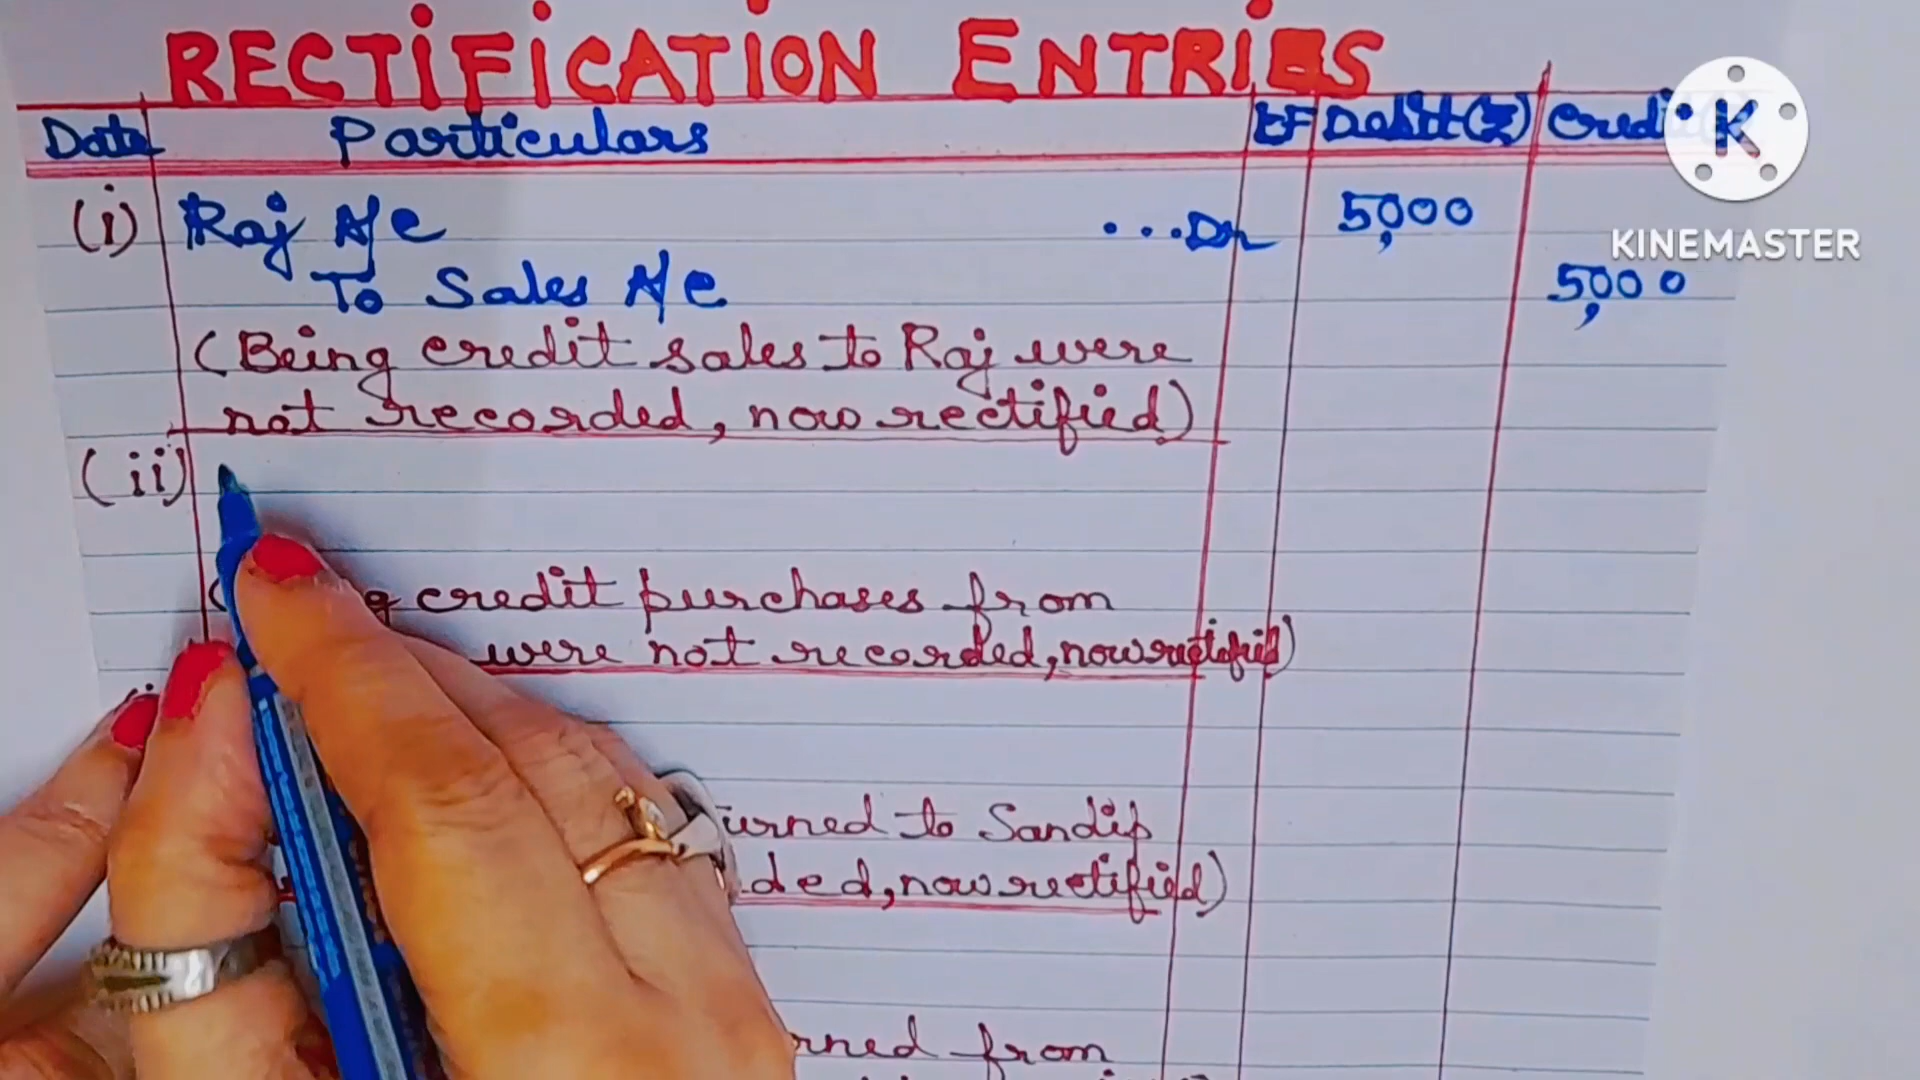 RECTIFICATION ENTRIES
Date Particulars LF Debit(₹) Credit
(i) Raj A/c ...Dr 5,000
To Sales A/c 5,000
(Being credit sales to Raj were
not recorded, now rectified)
(ii)
credit purchases from
were not recorded, now rectified)
urned to Sandip
ded, now rectified)
rned from
K
KINEMASTER